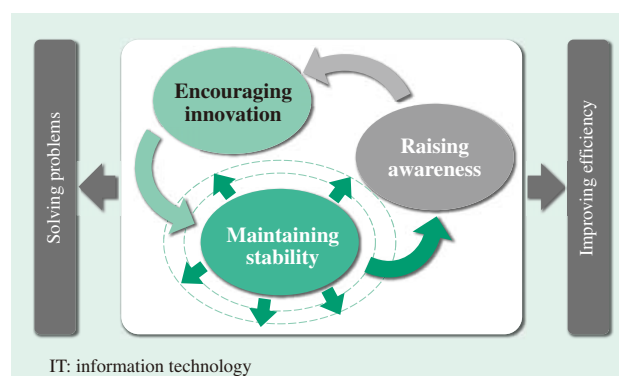 Solving problems
Encouraging
innovation
Raising
awareness
Maintaining
stability
Improving efficiency
IT: information technology